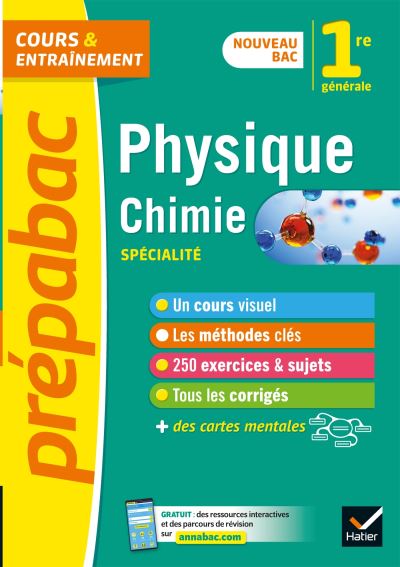 COURS &
ENTRAÎNEMENT
NOUVEAU
BAC
1re
générale
prépabac
Physique
Chimie
SPÉCIALITÉ
Un cours visuel
Les méthodes clés
250 exercices & sujets
Tous les corrigés
+ des cartes mentales
GRATUIT : des ressources interactives
et des parcours de révision
sur annabac.com
Hatier